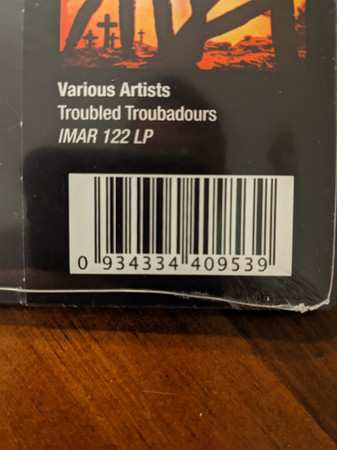 Various Artists
Troubled Troubadours
IMAR 122 LP
0 934334 409539